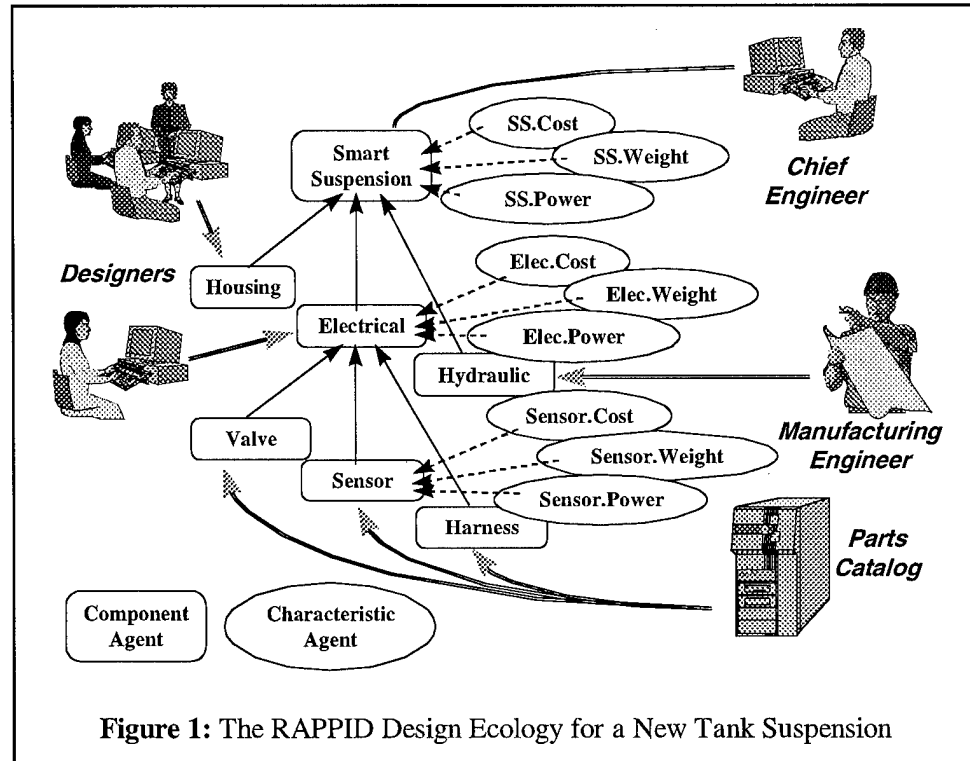 SS.Cost
Smart
Suspension
SS.Weight
SS.Power
Chief
Engineer
Designers
Housing
Elec.Cost
Elec.Weight
Electrical
Elec.Power
Hydraulic
Valve
Sensor.Cost
Manufacturing
Engineer
Sensor.Weight
Sensor
Sensor.Power
Harness
Parts
Catalog
Component
Agent
Characteristic
Agent
Figure 1: The RAPPID Design Ecology for a New Tank Suspension